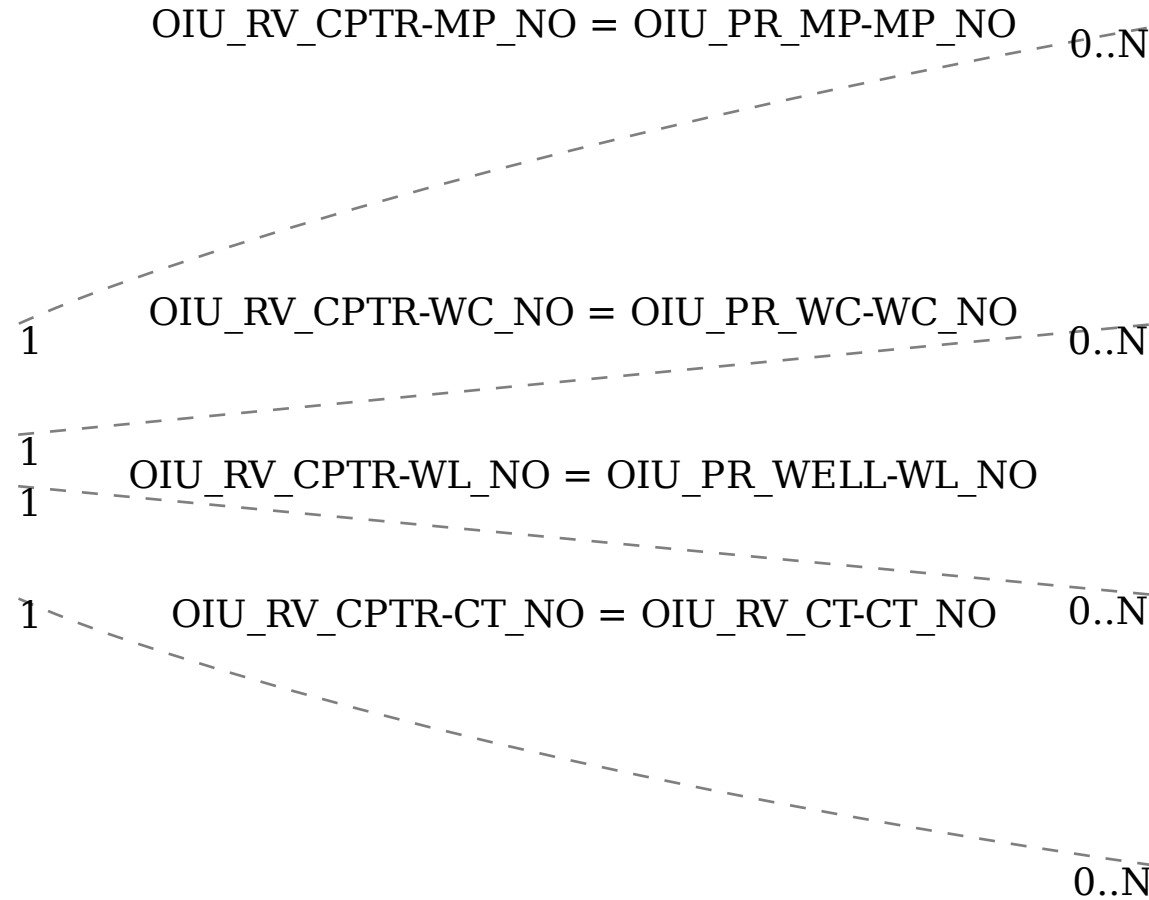 OIU_RV_CPTR-MP_NO = OIU_PR_MP-MP_NO
0..N
OIU_RV_CPTR-WC_NO = OIU_PR_WC-WC_NO
1
0..N
1
OIU_RV_CPTR-WL_NO = OIU_PR_WELL-WL_NO
1
0..N
1
OIU_RV_CPTR-CT_NO = OIU_RV_CT-CT_NO
0..N